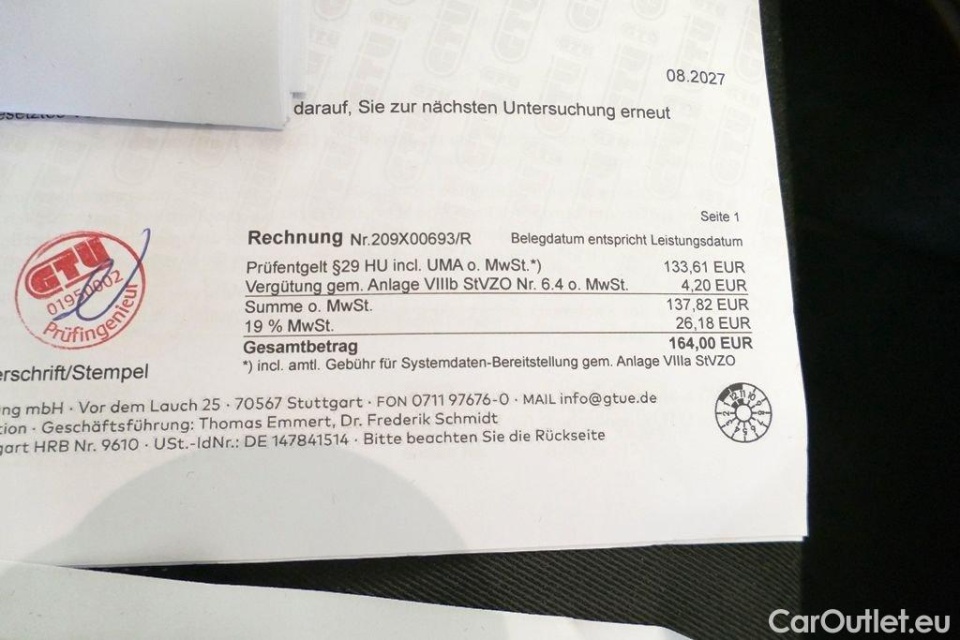 08.2027
darauf, Sie zur nächsten Untersuchung erneut
Seite 1
Rechnung Nr.209X00693/R Belegdatum entspricht Leistungsdatum
Prüfentgelt §29 HU incl. UMA o. MwSt.*) 133,61 EUR
Vergütung gem. Anlage VIIIb StVZO Nr. 6.4 o. MwSt. 4,20 EUR
Summe o. MwSt. 137,82 EUR
19 % MwSt. 26,18 EUR
Gesamtbetrag 164,00 EUR
*) incl. amtl. Gebühr für Systemdaten-Bereitstellung gem. Anlage VIIIa StVZO
GTÜ
01950002
Prüfingenieur
erschrift/Stempel
ng mbH · Vor dem Lauch 25 · 70567 Stuttgart · FON 0711 97676-0 · MAIL info@gtue.de
tion · Geschäftsführung: Thomas Emmert, Dr. Frederik Schmidt
gart HRB Nr. 9610 · USt.-IdNr.: DE 147841514 · Bitte beachten Sie die Rückseite
CarOutlet.eu